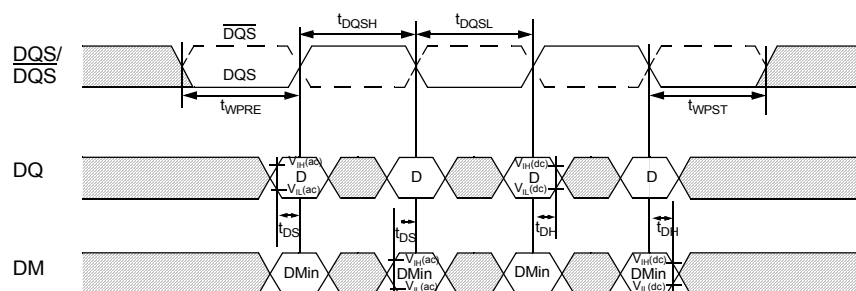 DQS
tDQSH
tDQSL
DQS/
DQS
DQS
tWPRE
tWPST
DQ
VIH(ac)
D
VIL(ac)
D
VIH(dc)
D
VIL(dc)
D
tDS
tDS
tDH
tDH
DM
DMin
VIH(ac)
DMin
VIL(ac)
DMin
VIH(dc)
DMin
VIL(dc)